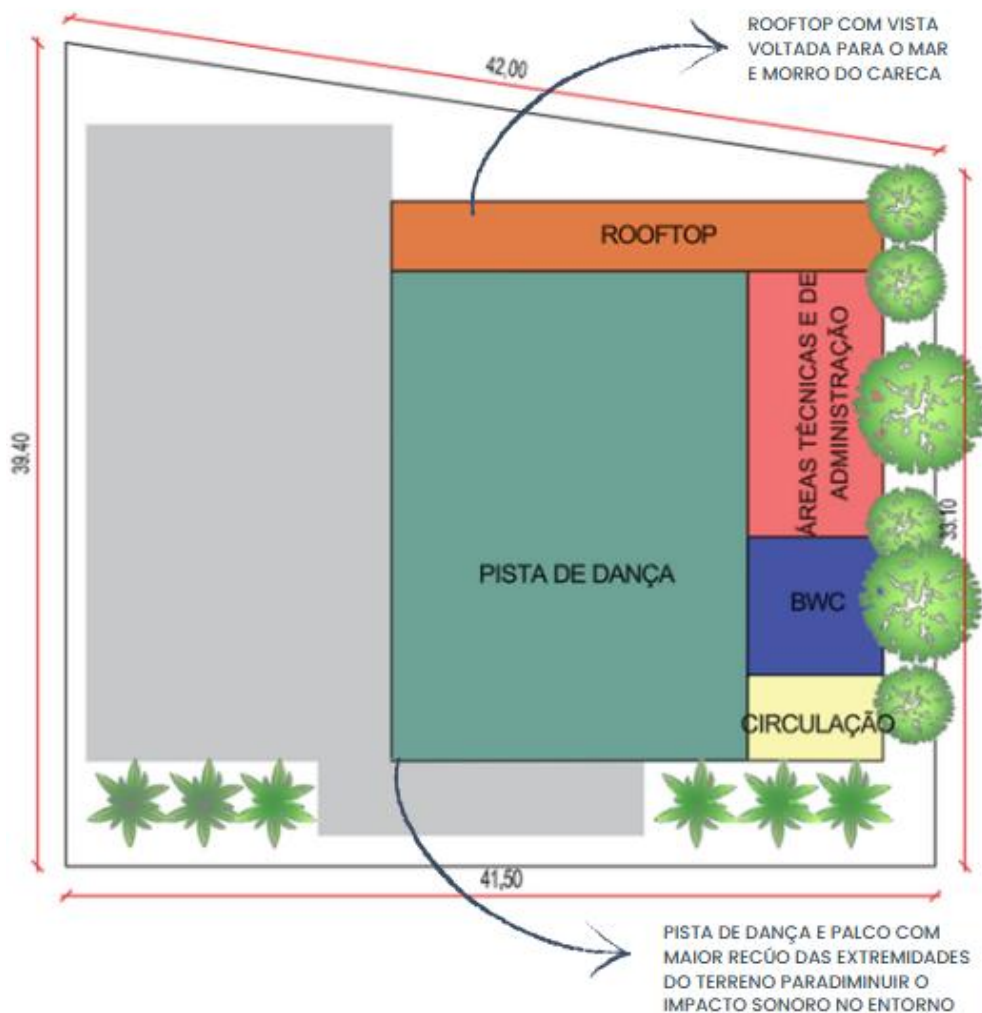 ROOFTOP COM VISTA
VOLTADA PARA O MAR
E MORRO DO CARECA
42,00
ROOFTOP
ÁREAS TÉCNICAS E DE
ADMINISTRAÇÃO
39.40
33.10
PISTA DE DANÇA
BWC
CIRCULAÇÃO
41,50
PISTA DE DANÇA E PALCO COM
MAIOR RECÚO DAS EXTREMIDADES
DO TERRENO PARADIMINUIR O
IMPACTO SONORO NO ENTORNO